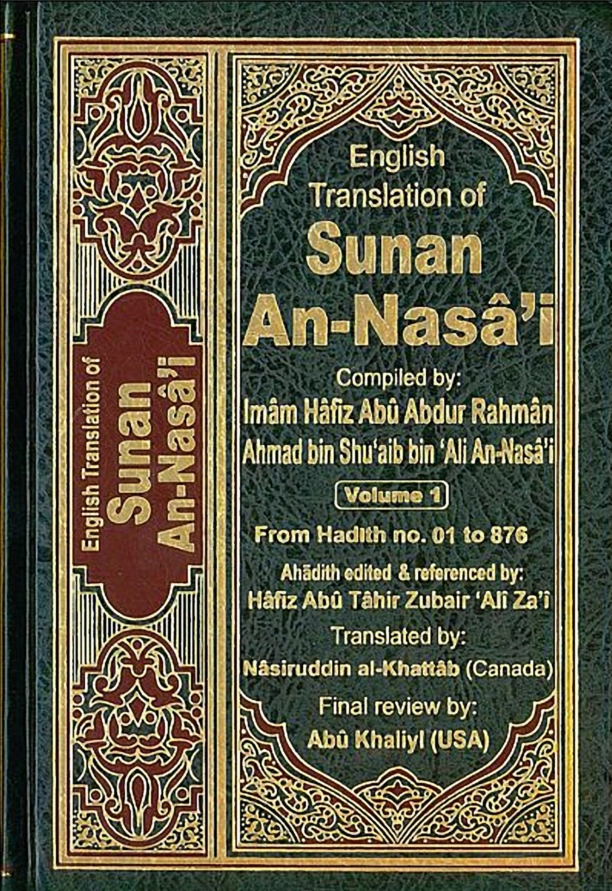 English Translation of
Sunan
An-Nasâ'i
English
Translation of
Sunan
An-Nasâ'i
Compiled by:
Imâm Hâfiz Abû Abdur Rahmân
Ahmad bin Shu‘aib bin ‘Ali An-Nasâ'i
Volume 1
From Hadith no. 01 to 876
Ahādith edited & referenced by:
Hâfiz Abû Tâhir Zubair ‘Alî Za'î
Translated by:
Nâsiruddin al-Khattâb (Canada)
Final review by:
Abû Khaliyl (USA)